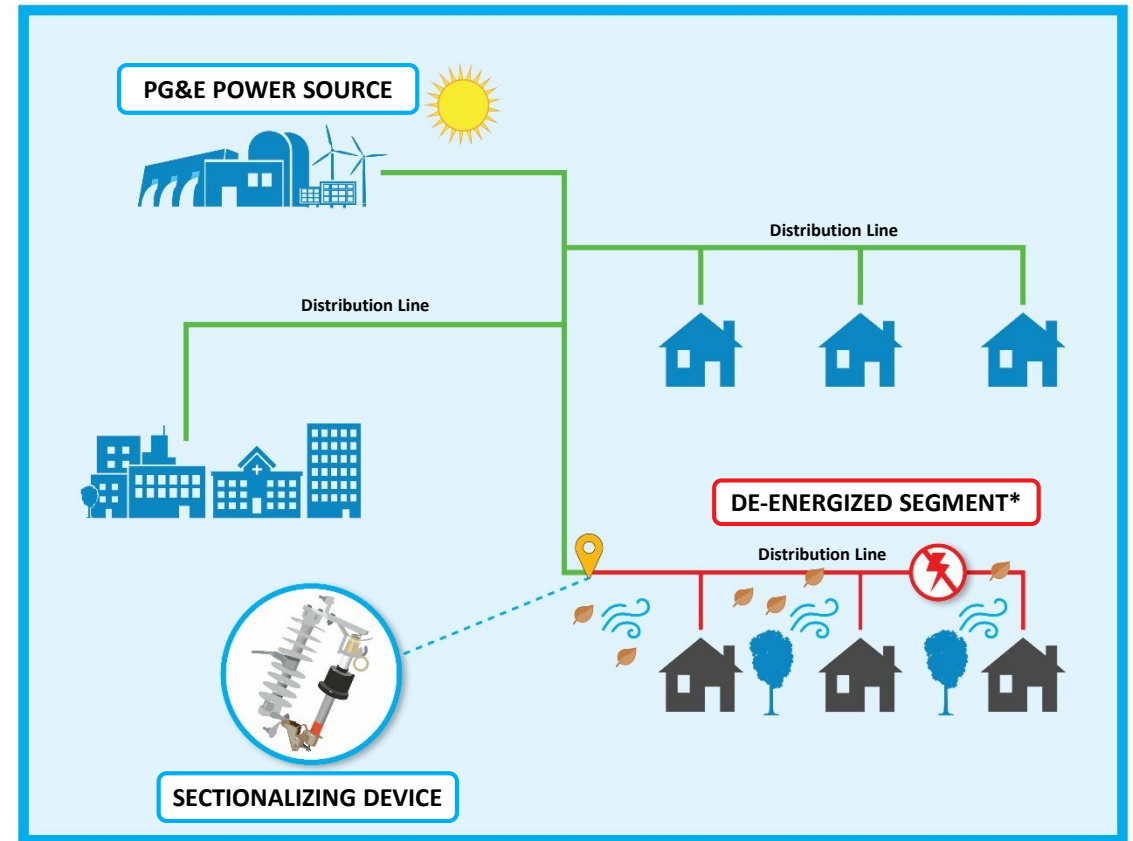 PG&E POWER SOURCE
Distribution Line
Distribution Line
DE-ENERGIZED SEGMENT*
Distribution Line
SECTIONALIZING DEVICE